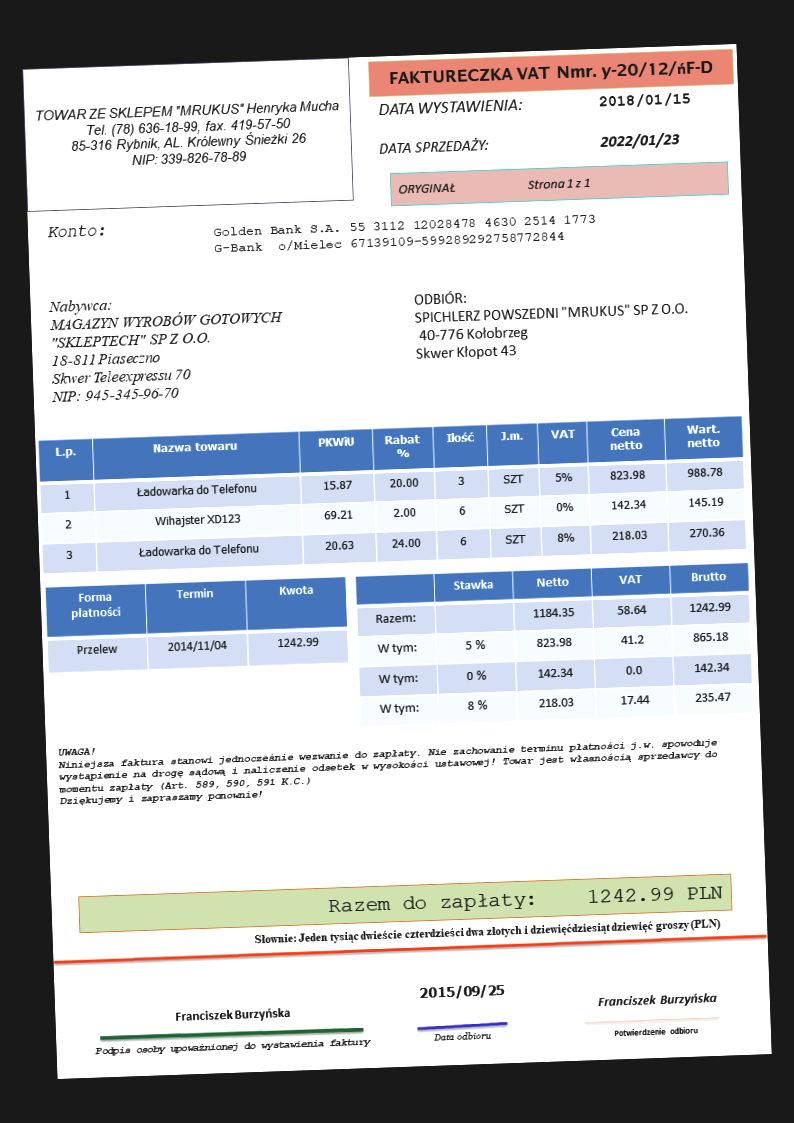 TOWAR ZE SKLEPEM "MRUKUS" Henryka Mucha
Tel. (78) 636-18-99, fax. 419-57-50
85-316 Rybnik, AL. Królewny Śnieżki 26
NIP: 339-826-78-89
FAKTURECZKA VAT Nmr. y-20/12/ńF-D
DATA WYSTAWIENIA: 2018/01/15
DATA SPRZEDAŻY: 2022/01/23
ORYGINAŁ Strona 1 z 1
Konto: Golden Bank S.A. 55 3112 12028478 4630 2514 1773
G-Bank o/Mielec 67139109-599289292758772844
Nabywca:
MAGAZYN WYROBÓW GOTOWYCH
"SKLEPTECH" SP Z O.O.
18-811 Piaseczno
Skwer Teleexpressu 70
NIP: 945-345-96-70
ODBIÓR:
SPICHLERZ POWSZEDNI "MRUKUS" SP Z O.O.
40-776 Kołobrzeg
Skwer Kłopot 43
L.p. Nazwa towaru PKWiU Rabat % Ilość J.m. VAT Cena netto Wart. netto
1 Ładowarka do Telefonu 15.87 20.00 3 SZT 5% 823.98 988.78
2 Wihajster XD123 69.21 2.00 6 SZT 0% 142.34 145.19
3 Ładowarka do Telefonu 20.63 24.00 6 SZT 8% 218.03 270.36
Forma płatności Termin Kwota
Przelew 2014/11/04 1242.99
Stawka Netto VAT Brutto
Razem: 1184.35 58.64 1242.99
W tym: 5 % 823.98 41.2 865.18
W tym: 0 % 142.34 0.0 142.34
W tym: 8 % 218.03 17.44 235.47
UWAGA!
Niniejsza faktura stanowi jednocześnie wezwanie do zapłaty. Nie zachowanie terminu płatności j.w. spowoduje
wystąpienie na drogę sądową i naliczenie odsetek w wysokości ustawowej! Towar jest własnością sprzedawcy do
momentu zapłaty (Art. 589, 590, 591 K.C.)
Dziękujemy i zapraszamy ponownie!
Razem do zapłaty: 1242.99 PLN
Słownie: Jeden tysiąc dwieście czterdzieści dwa złotych i dziewięćdziesiąt dziewięć groszy (PLN)
Franciszek Burzyńska
Podpis osoby upoważnionej do wystawienia faktury
2015/09/25
Data odbioru
Franciszek Burzyńska
Potwierdzenie odbioru